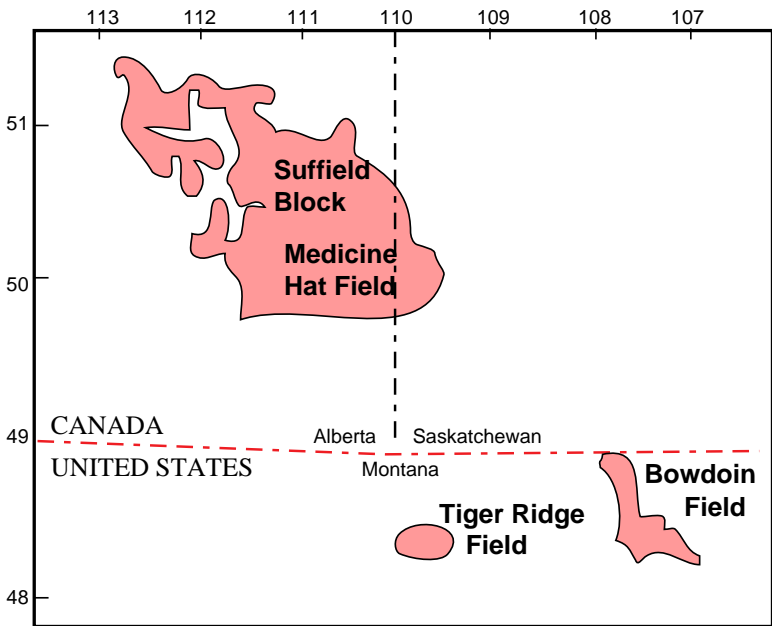 113 112 111 110 109 108 107
51
Suffield
Block
Medicine
Hat Field
50
CANADA
49
Alberta Saskatchewan
UNITED STATES
Montana
Bowdoin
Field
Tiger Ridge
Field
48